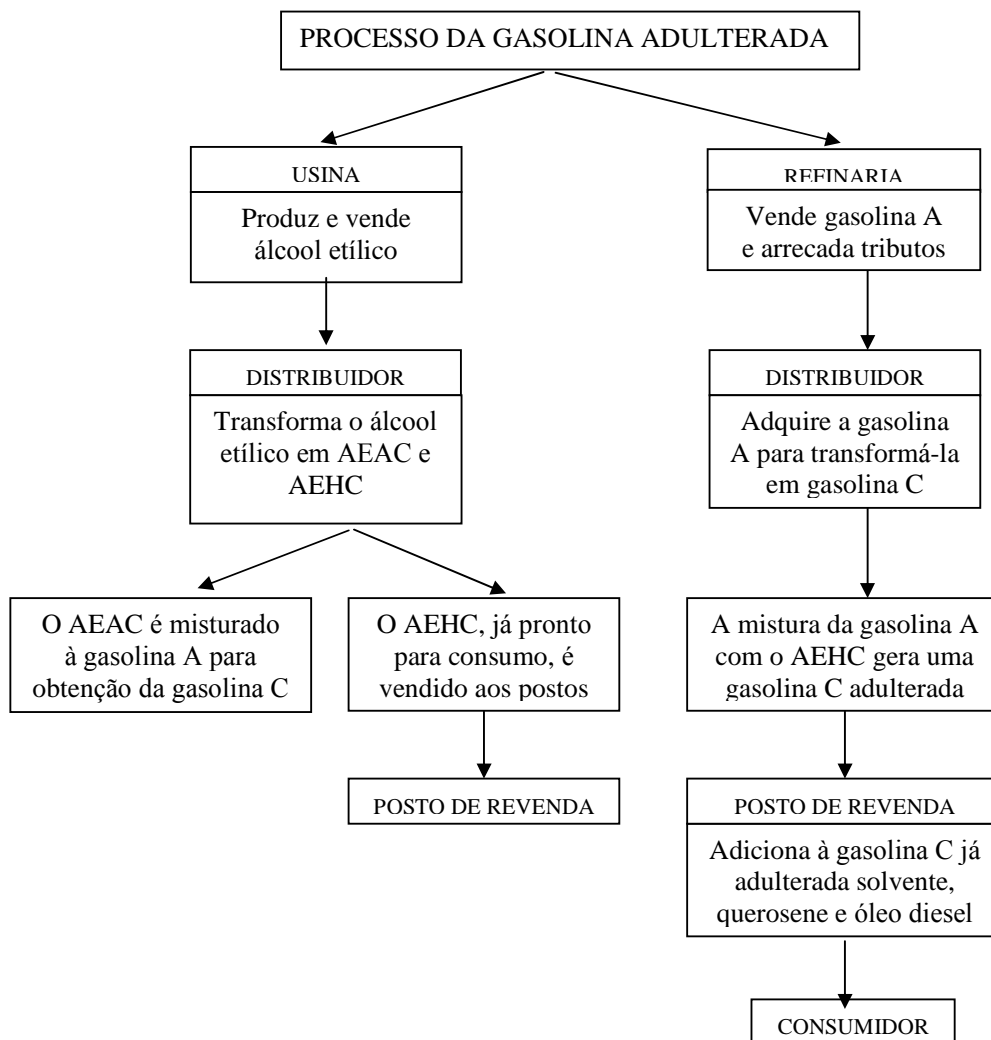 PROCESSO DA GASOLINA ADULTERADA
USINA
Produz e vende
álcool etílico
DISTRIBUIDOR
Transforma o álcool
etílico em AEAC e
AEHC
O AEAC é misturado
à gasolina A para
obtenção da gasolina C
O AEHC, já pronto
para consumo, é
vendido aos postos
POSTO DE REVENDA
REFINARIA
Vende gasolina A
e arrecada tributos
DISTRIBUIDOR
Adquire a gasolina
A para transformá-la
em gasolina C
A mistura da gasolina A
com o AEHC gera uma
gasolina C adulterada
POSTO DE REVENDA
Adiciona à gasolina C já
adulterada solvente,
querosene e óleo diesel
CONSUMIDOR